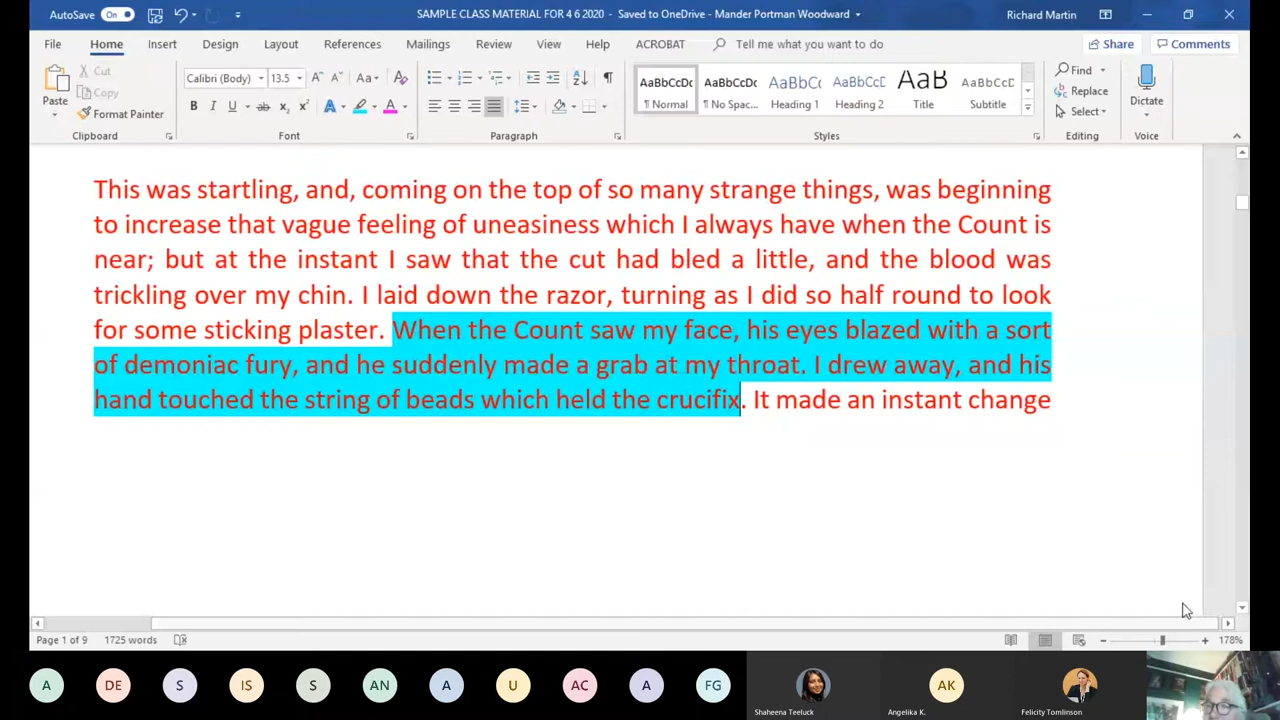 AutoSave On SAMPLE CLASS MATERIAL FOR 4 6 2020 - Saved to OneDrive - Mander Portman Woodward Richard Martin
File Home Insert Design Layout References Mailings Review View Help ACROBAT Tell me what you want to do Share Comments
Paste
Cut
Copy
Format Painter
Clipboard
Calibri (Body) 13.5
Font
Paragraph
AaBbCcDc AaBbCcDc AaBbCc AaBbCcD AaB AaBbCcD
¶ Normal ¶ No Spac... Heading 1 Heading 2 Title Subtitle
Styles
Find
Replace
Select
Editing
Dictate
Voice
This was startling, and, coming on the top of so many strange things, was beginning
to increase that vague feeling of uneasiness which I always have when the Count is
near; but at the instant I saw that the cut had bled a little, and the blood was
trickling over my chin. I laid down the razor, turning as I did so half round to look
for some sticking plaster. When the Count saw my face, his eyes blazed with a sort
of demoniac fury, and he suddenly made a grab at my throat. I drew away, and his
hand touched the string of beads which held the crucifix. It made an instant change
Page 1 of 9 1725 words 178%
A DE S IS S AN A U AC A FG AK
Shaheena Teeluck Angelika K. Felicity Tomlinson